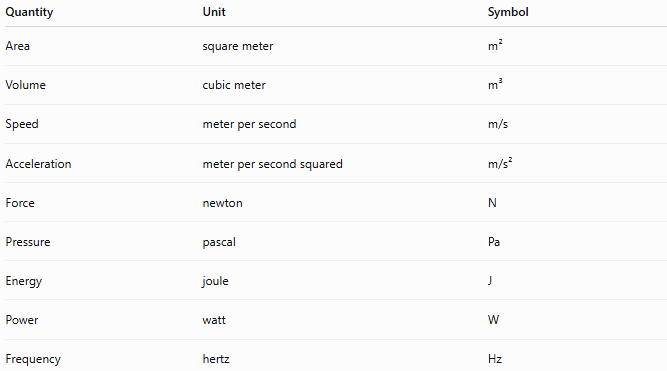 Quantity Unit Symbol
Area square meter m²
Volume cubic meter m³
Speed meter per second m/s
Acceleration meter per second squared m/s²
Force newton N
Pressure pascal Pa
Energy joule J
Power watt W
Frequency hertz Hz